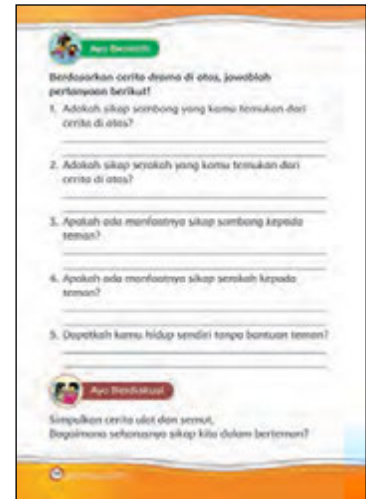 Ayo Berlatih
Berdasarkan cerita drama di atas, jawablah
pertanyaan berikut!
1. Adakah sikap sombong yang kamu temukan dari
cerita di atas?
2. Adakah sikap serakah yang kamu temukan dari
cerita di atas?
3. Apakah ada manfaatnya sikap sombong kepada
teman?
4. Apakah ada manfaatnya sikap serakah kepada
teman?
5. Dapatkah kamu hidup sendiri tanpa bantuan teman?
Ayo Berdiskusi
Simpulkan cerita ulat dan semut,
Bagaimana seharusnya sikap kita dalam berteman?